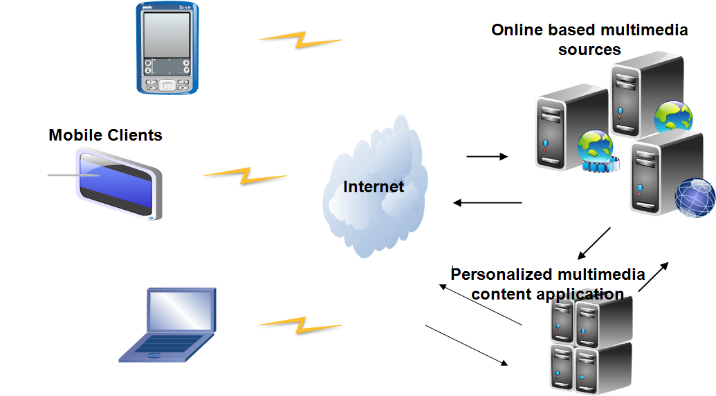 Online based multimedia
sources
Mobile Clients
Internet
Personalized multimedia
content application